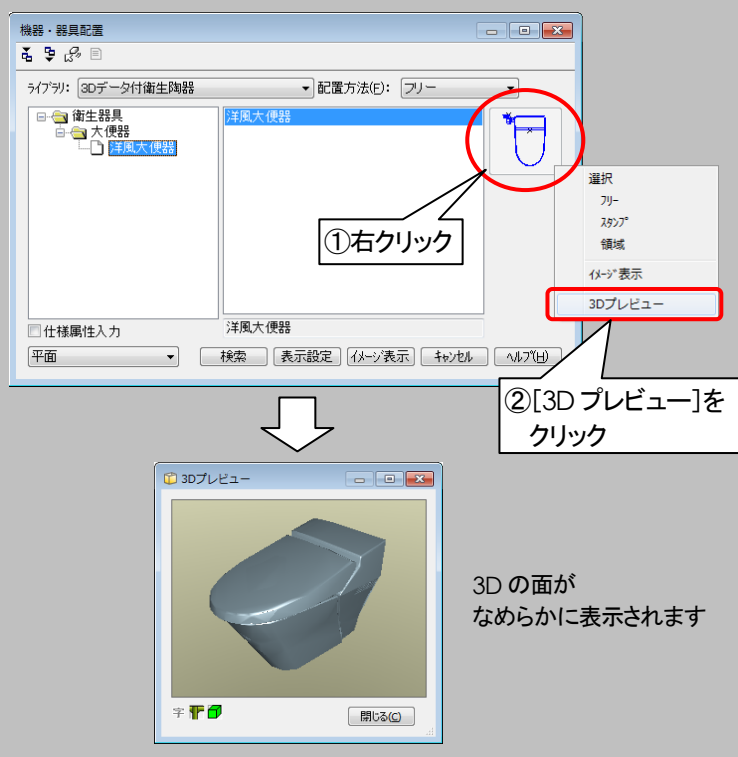 機器・器具配置
ライブラリ: 3Dデータ付衛生陶器 配置方法(F): フリー
衛生器具
大便器
洋風大便器
洋風大便器
①右クリック
選択
フリー
スタンプ
領域
イメージ表示
3Dプレビュー
仕様属性入力
洋風大便器
平面 検索 表示設定 イメージ表示 キャンセル ヘルプ(H)
②[3D プレビュー]を
クリック
3Dプレビュー
3D の面が
なめらかに表示されます
字
閉じる(C)